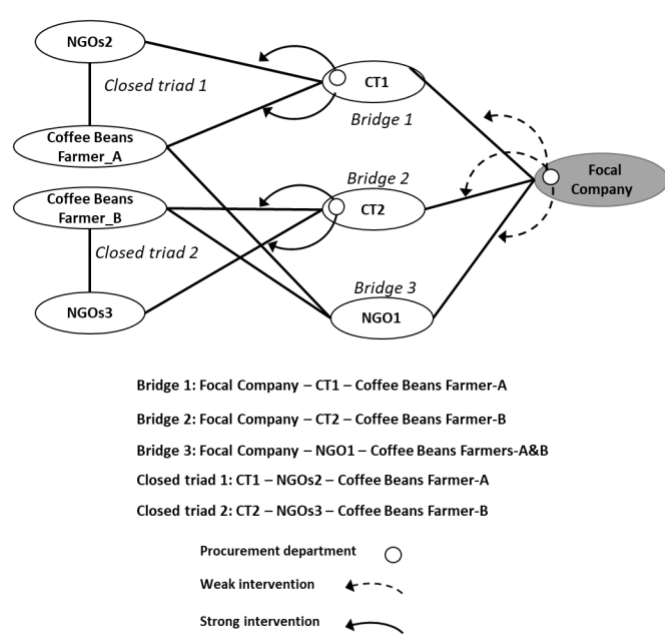 NGOs2
Closed triad 1
CT1
Bridge 1
Coffee Beans
Farmer_A
Focal
Company
Bridge 2
Coffee Beans
Farmer_B
CT2
Closed triad 2
Bridge 3
NGOs3
NGO1
Bridge 1: Focal Company – CT1 – Coffee Beans Farmer-A
Bridge 2: Focal Company – CT2 – Coffee Beans Farmer-B
Bridge 3: Focal Company – NGO1 – Coffee Beans Farmers-A&B
Closed triad 1: CT1 – NGOs2 – Coffee Beans Farmer-A
Closed triad 2: CT2 – NGOs3 – Coffee Beans Farmer-B
Procurement department
Weak intervention
Strong intervention